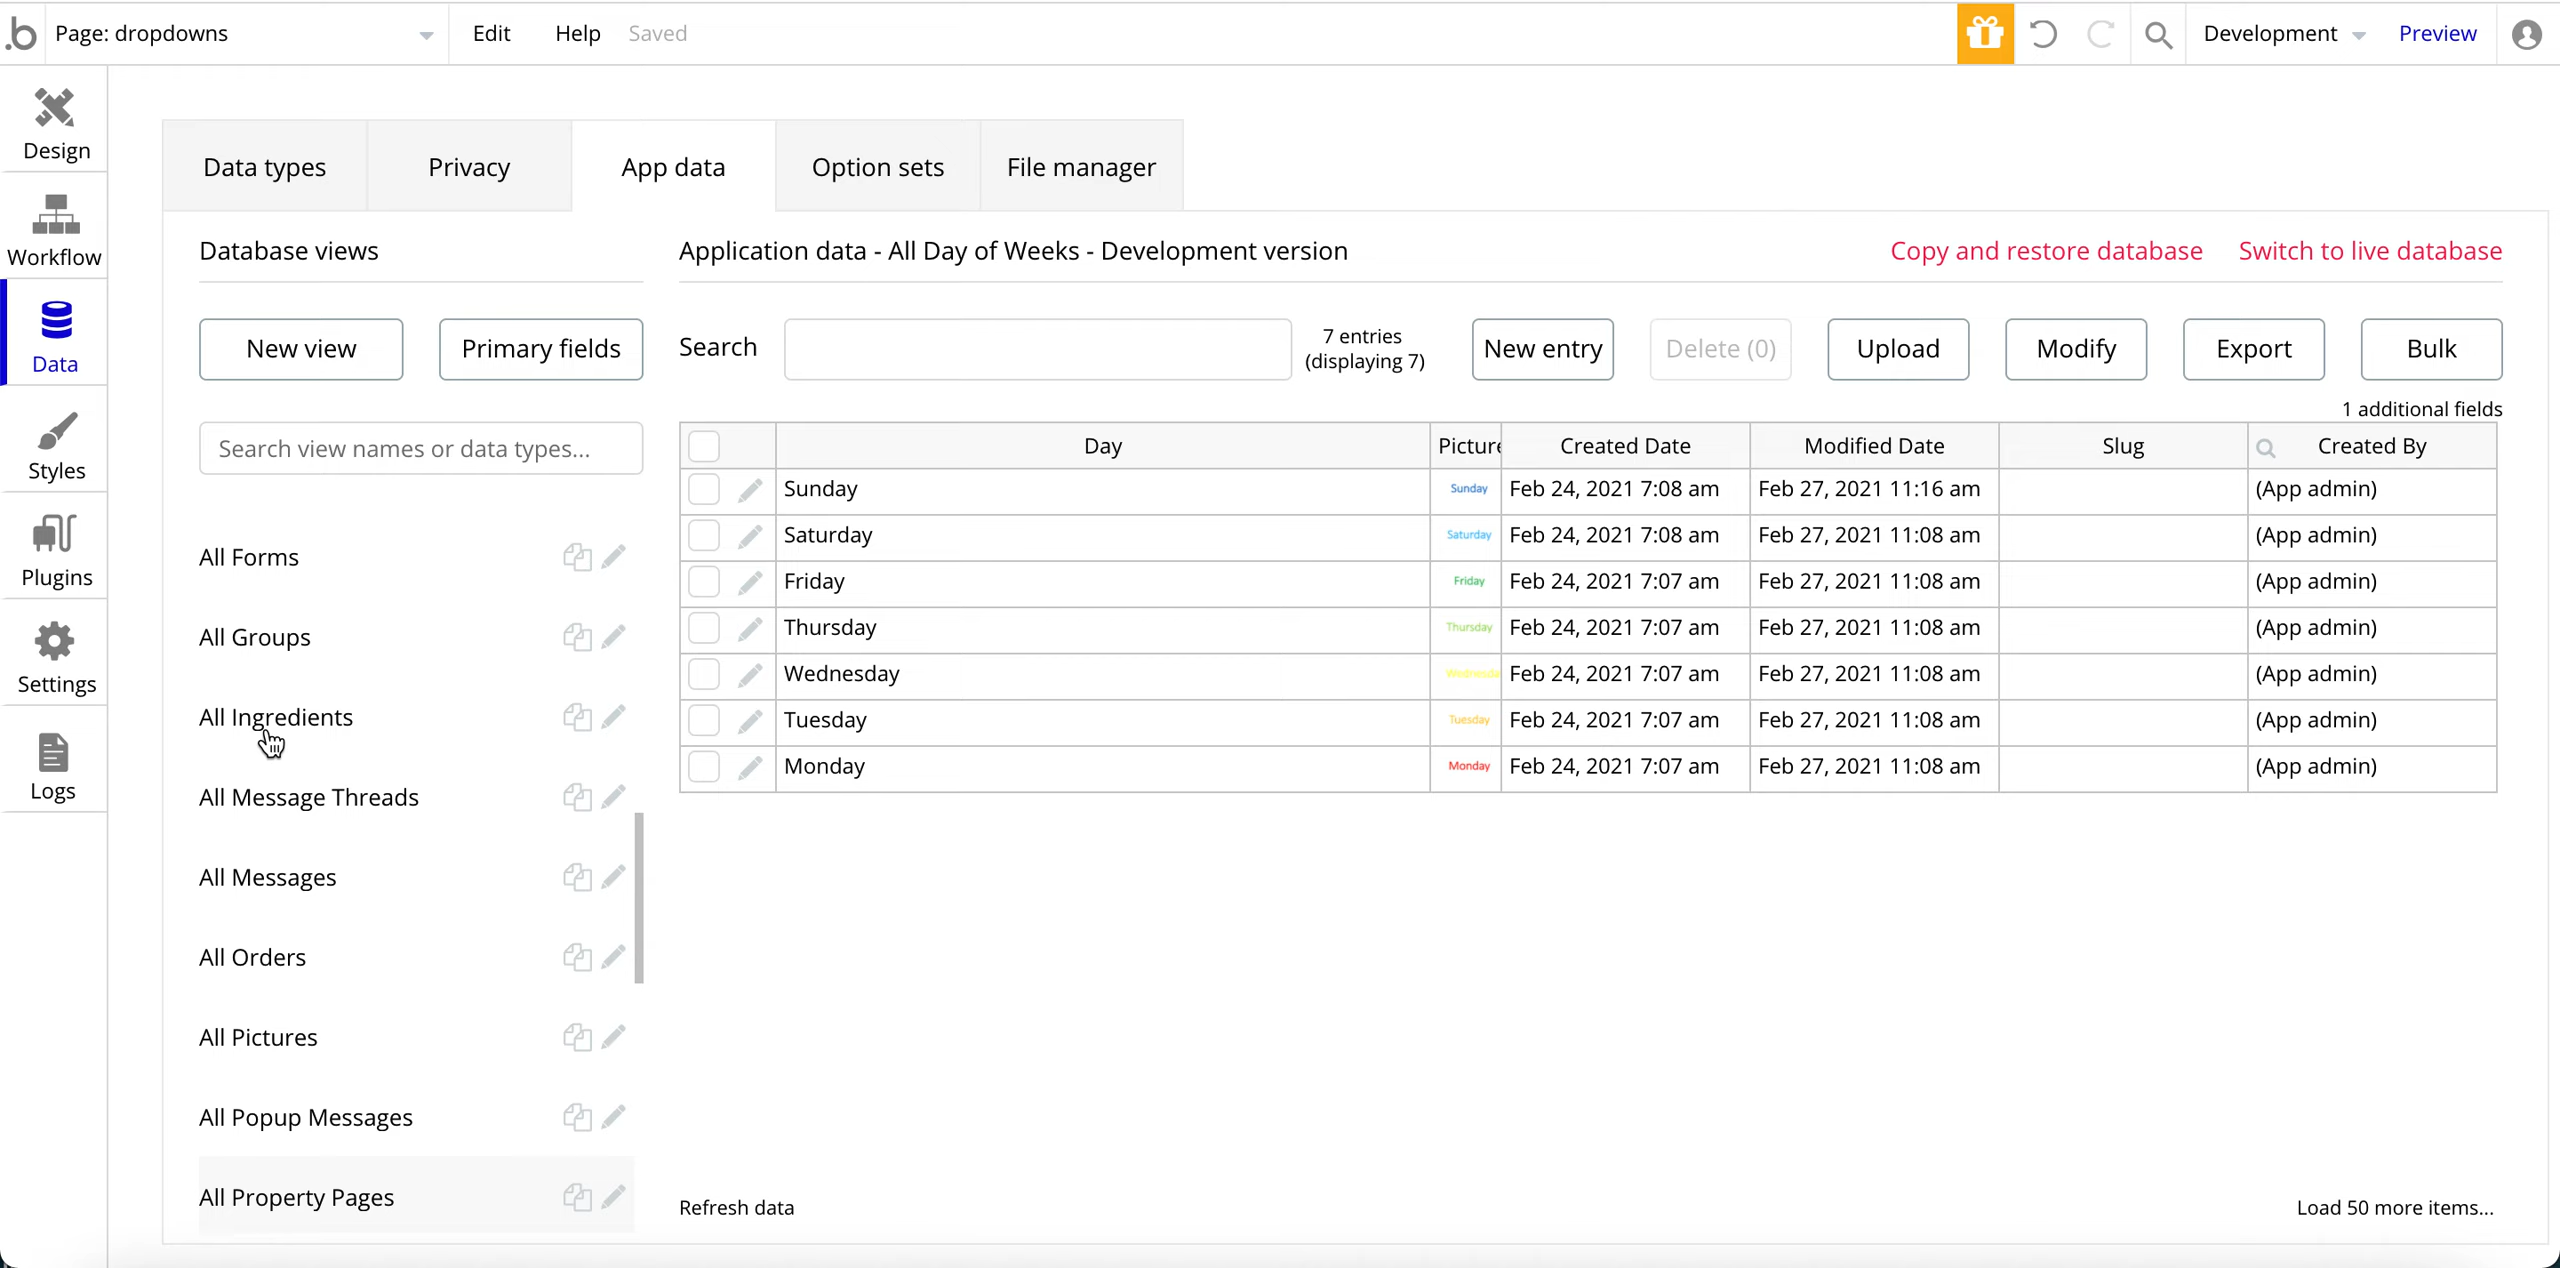 .b Page: dropdowns Edit Help Saved Development Preview
Design
Workflow
Data
Styles
Plugins
Settings
Logs
Data types Privacy App data Option sets File manager
Database views
New view Primary fields
Search view names or data types...
All Forms
All Groups
All Ingredients
All Message Threads
All Messages
All Orders
All Pictures
All Popup Messages
All Property Pages
Application data - All Day of Weeks - Development version Copy and restore database Switch to live database
Search 7 entries
(displaying 7) New entry Delete (0) Upload Modify Export Bulk
1 additional fields
Day Picture Created Date Modified Date Slug Created By
Sunday Sunday Feb 24, 2021 7:08 am Feb 27, 2021 11:16 am (App admin)
Saturday Saturday Feb 24, 2021 7:08 am Feb 27, 2021 11:08 am (App admin)
Friday Friday Feb 24, 2021 7:07 am Feb 27, 2021 11:08 am (App admin)
Thursday Thursday Feb 24, 2021 7:07 am Feb 27, 2021 11:08 am (App admin)
Wednesday Wednesda Feb 24, 2021 7:07 am Feb 27, 2021 11:08 am (App admin)
Tuesday Tuesday Feb 24, 2021 7:07 am Feb 27, 2021 11:08 am (App admin)
Monday Monday Feb 24, 2021 7:07 am Feb 27, 2021 11:08 am (App admin)
Refresh data Load 50 more items...